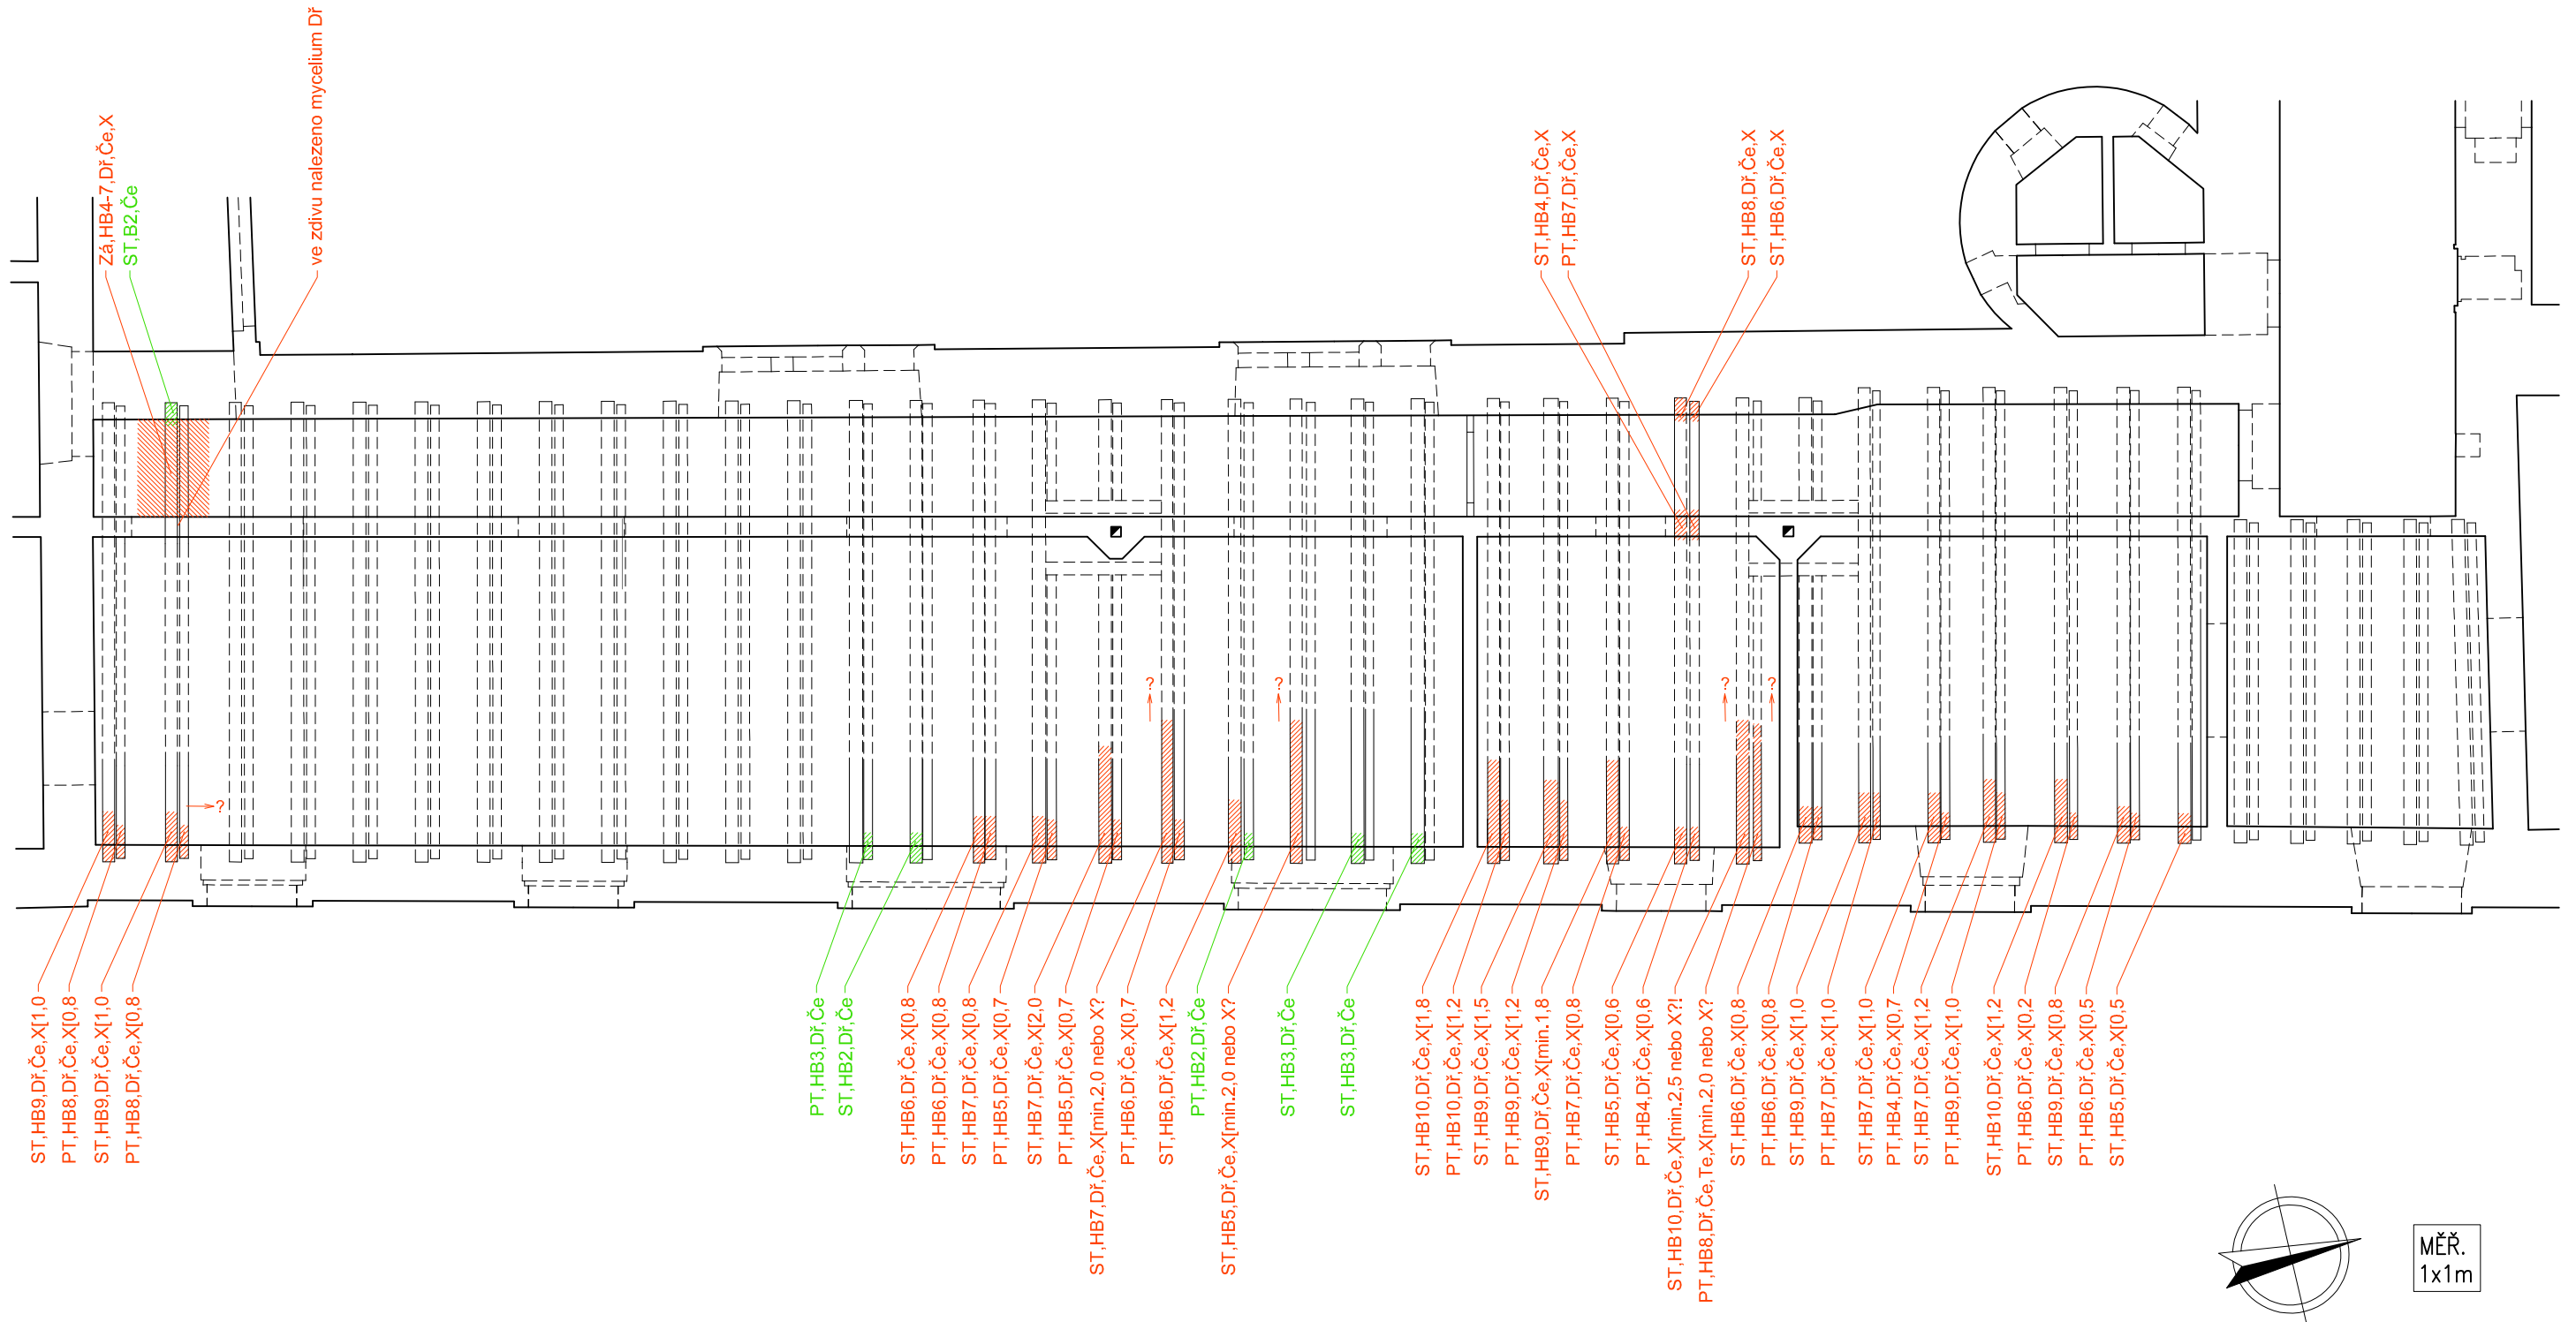 Zá,HB4-7,Dř,Če,X
ST,B2,Če
ve zdivu nalezeno mycelium Dř
ST,HB4,Dř,Če,X
PT,HB7,Dř,Če,X
ST,HB8,Dř,Če,X
ST,HB6,Dř,Če,X
?
?
?
?
?
ST,HB9,Dř,Če,X[1,0
PT,HB8,Dř,Če,X[0,8
ST,HB9,Dř,Če,X[1,0
PT,HB8,Dř,Če,X[0,8
PT,HB3,Dř,Če
ST,HB2,Dř,Če
ST,HB6,Dř,Če,X[0,8
PT,HB6,Dř,Če,X[0,8
ST,HB7,Dř,Če,X[0,8
PT,HB5,Dř,Če,X[0,7
ST,HB7,Dř,Če,X[2,0
PT,HB5,Dř,Če,X[0,7
ST,HB7,Dř,Če,X[min.2,0 nebo X?
PT,HB6,Dř,Če,X[0,7
ST,HB6,Dř,Če,X[1,2
PT,HB2,Dř,Če
ST,HB5,Dř,Če,X[min.2,0 nebo X?
ST,HB3,Dř,Če
ST,HB3,Dř,Če
ST,HB10,Dř,Če,X[1,8
PT,HB10,Dř,Če,X[1,2
ST,HB9,Dř,Če,X[1,5
PT,HB9,Dř,Če,X[1,2
ST,HB9,Dř,Če,X[min.1,8
PT,HB7,Dř,Če,X[0,8
ST,HB5,Dř,Če,X[0,6
PT,HB4,Dř,Če,X[0,6
ST,HB10,Dř,Če,X[min.2,5 nebo X?!
PT,HB8,Dř,Če,Te,X[min.2,0 nebo X?
ST,HB6,Dř,Če,X[0,8
PT,HB6,Dř,Če,X[0,8
ST,HB9,Dř,Če,X[1,0
PT,HB7,Dř,Če,X[1,0
ST,HB7,Dř,Če,X[1,0
PT,HB4,Dř,Če,X[0,7
ST,HB7,Dř,Če,X[1,2
PT,HB9,Dř,Če,X[1,0
ST,HB10,Dř,Če,X[1,2
PT,HB6,Dř,Če,X[0,2
ST,HB9,Dř,Če,X[0,8
PT,HB6,Dř,Če,X[0,5
ST,HB5,Dř,Če,X[0,5
MĚŘ.
1x1m